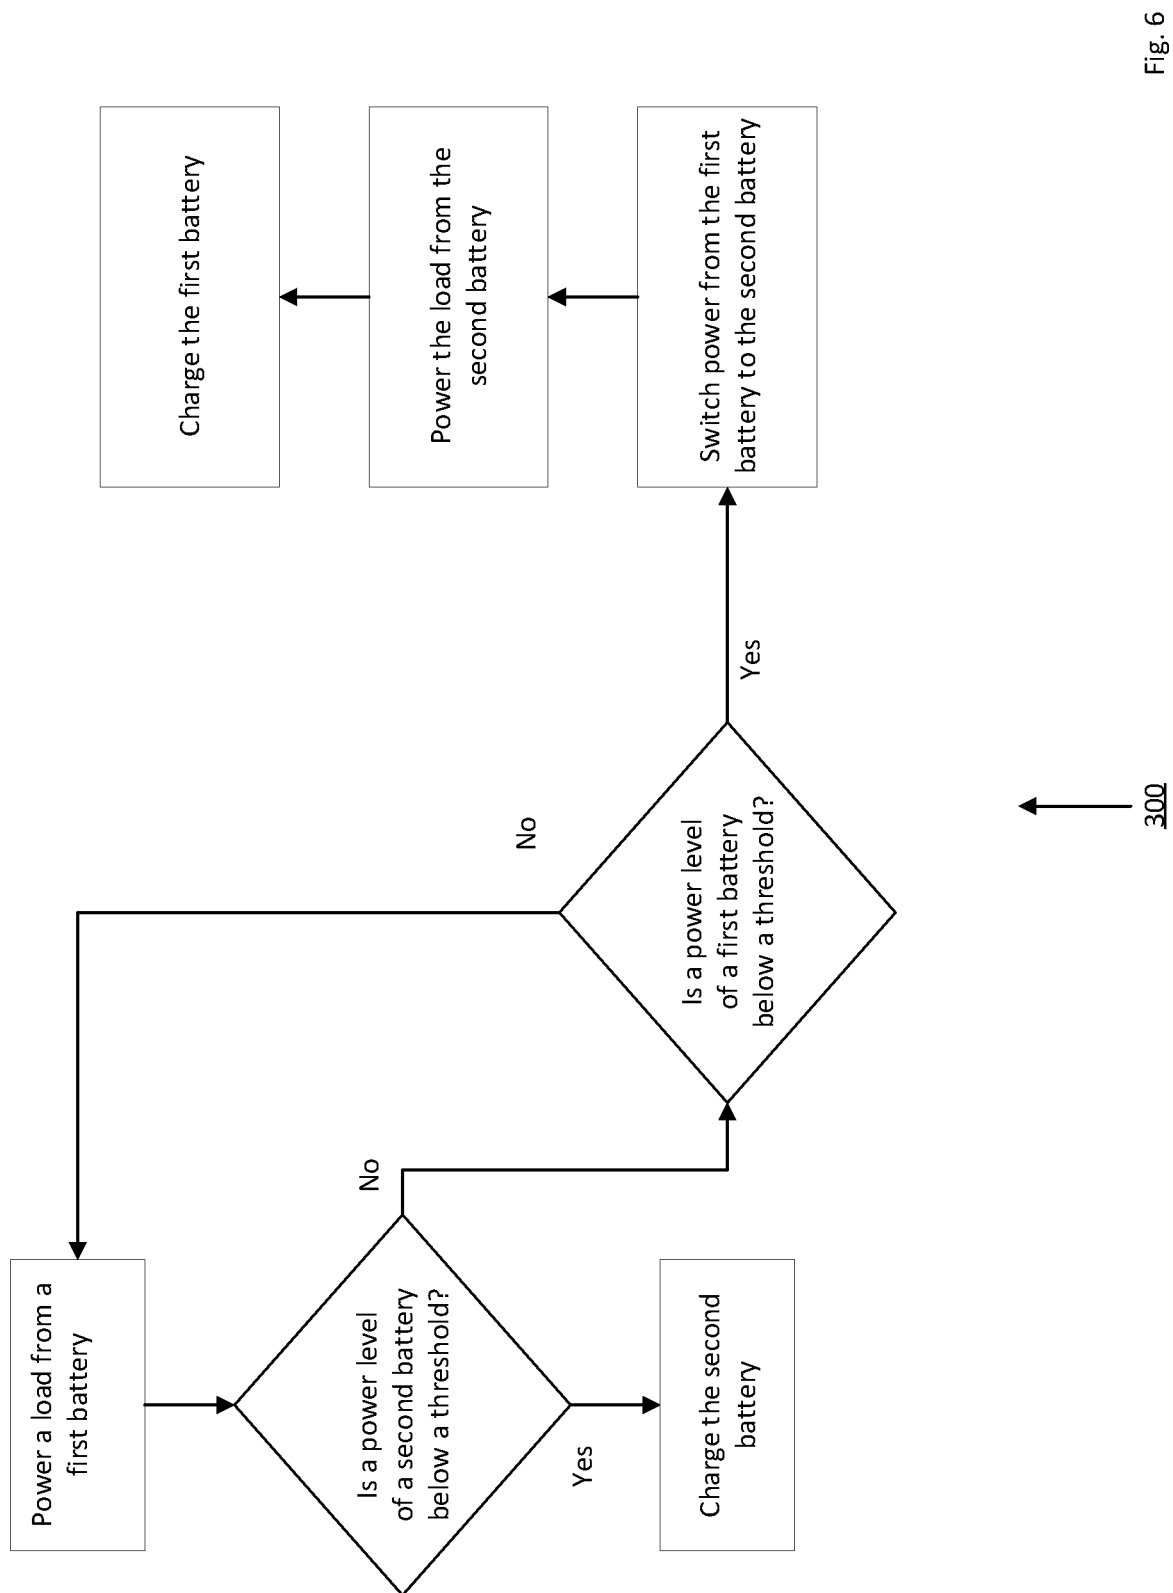 Power a load from a
first battery
Is a power level
of a second battery
below a threshold?
Yes
Charge the second
battery
No
Is a power level
of a first battery
below a threshold?
No
Yes
Switch power from the first
battery to the second battery
Power the load from the
second battery
Charge the first battery
300
Fig. 6